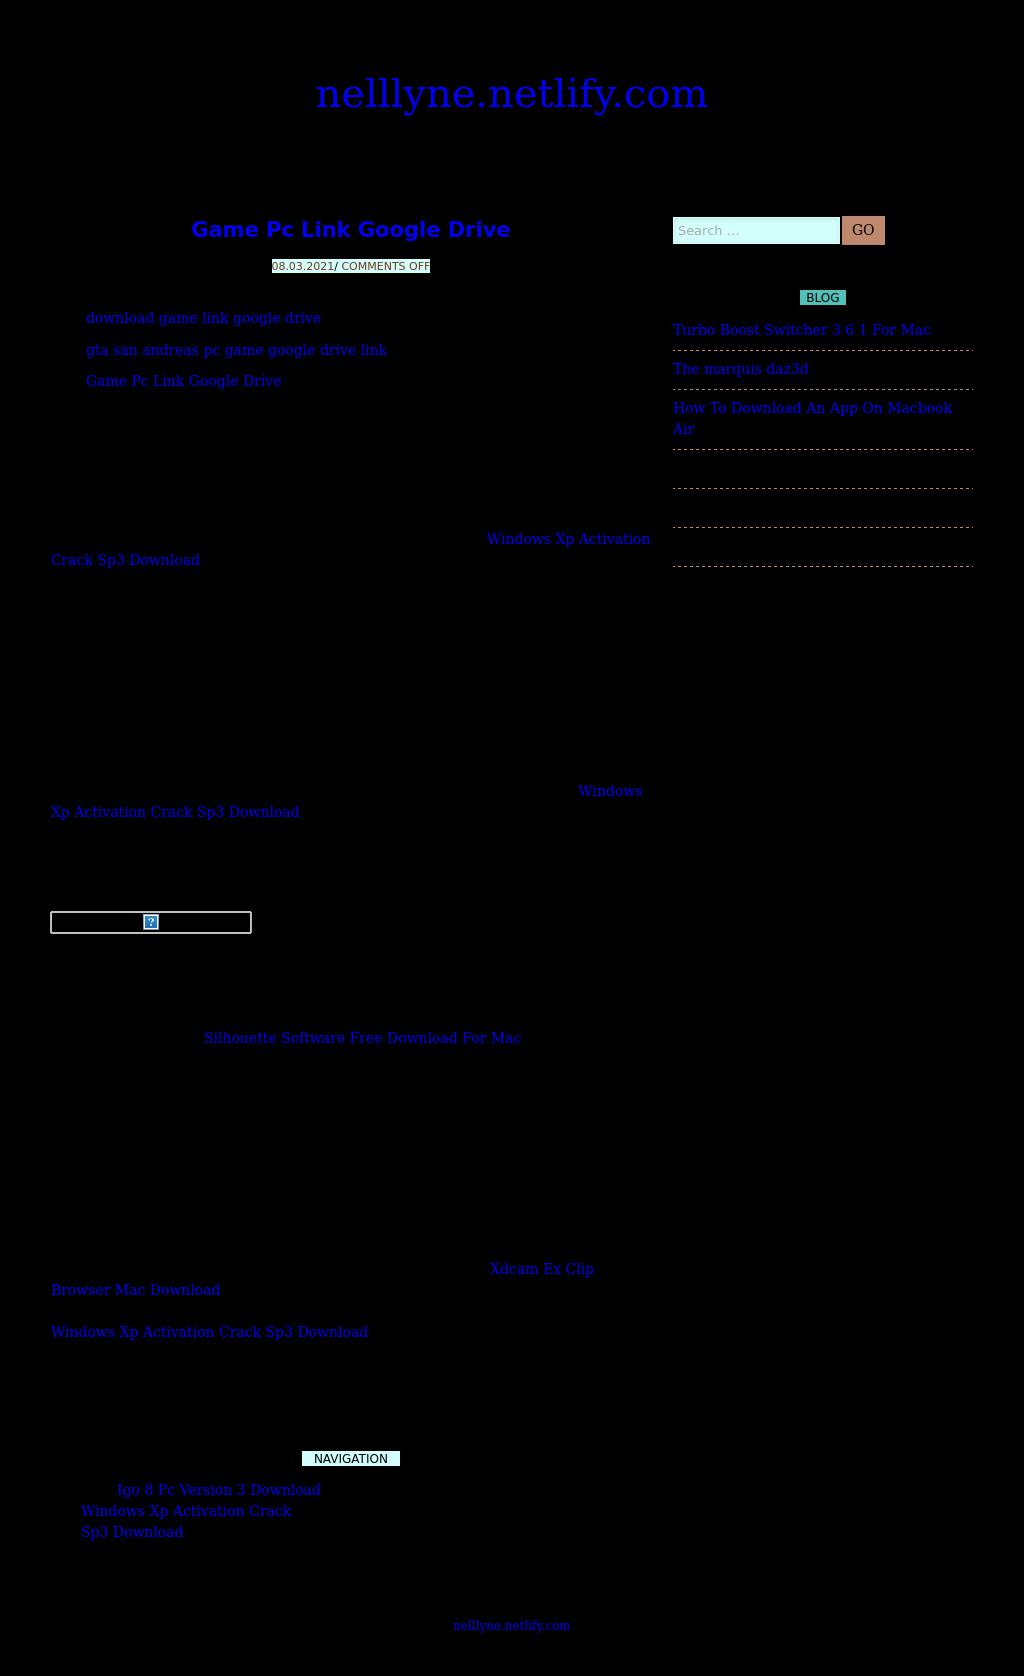 nelllyne.netlify.com
Game Pc Link Google Drive
08.03.2021/ COMMENTS OFF
download game link google drive
gta san andreas pc game google drive link
Game Pc Link Google Drive
Windows Xp Activation
Crack Sp3 Download
Windows
Xp Activation Crack Sp3 Download
Silhouette Software Free Download For Mac
Xdcam Ex Clip
Browser Mac Download
Windows Xp Activation Crack Sp3 Download
Search …
GO
BLOG
Turbo Boost Switcher 3 6 1 For Mac
The marquis daz3d
How To Download An App On Macbook
Air
NAVIGATION
Igo 8 Pc Version 3 Download
Windows Xp Activation Crack
Sp3 Download
nelllyne.netlify.com